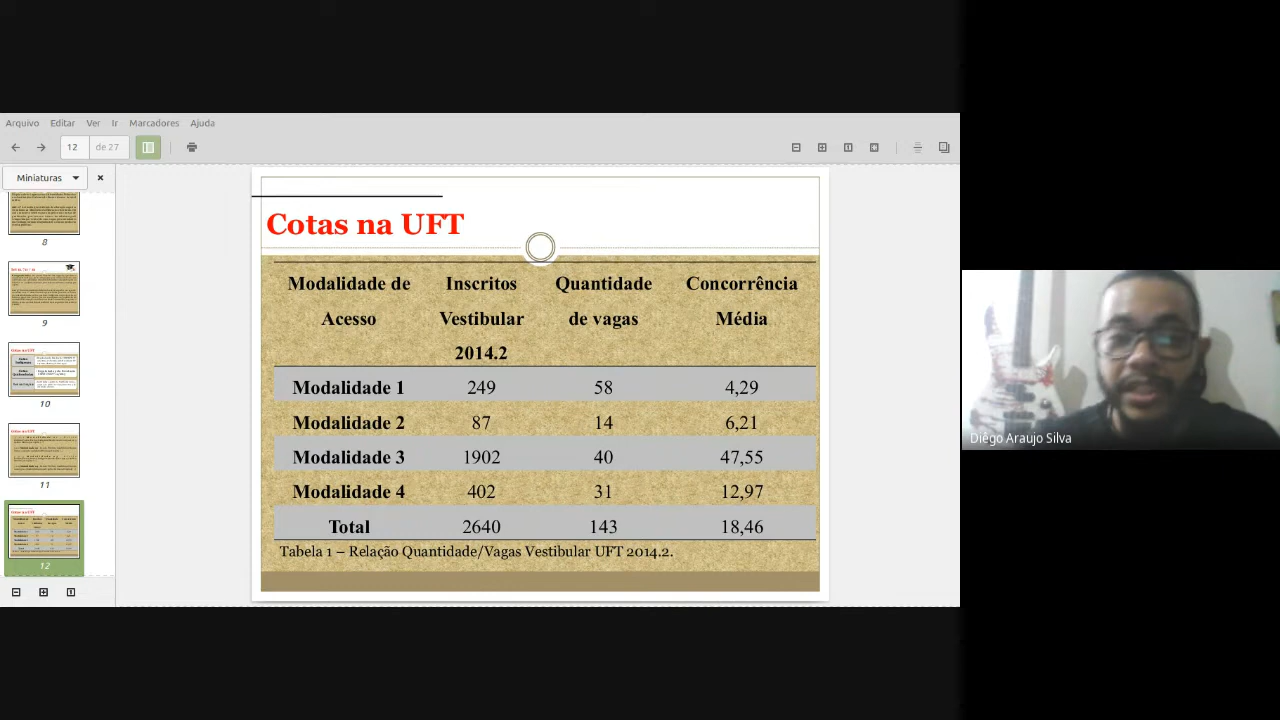 Arquivo Editar Ver Ir Marcadores Ajuda
12 de 27
Miniaturas
8
9
10
11
12
Cotas na UFT
Modalidade de Acesso Inscritos Vestibular 2014.2 Quantidade de vagas Concorrência Média
Modalidade 1 249 58 4,29
Modalidade 2 87 14 6,21
Modalidade 3 1902 40 47,55
Modalidade 4 402 31 12,97
Total 2640 143 18,46
Tabela 1 – Relação Quantidade/Vagas Vestibular UFT 2014.2.
Diêgo Araujo Silva